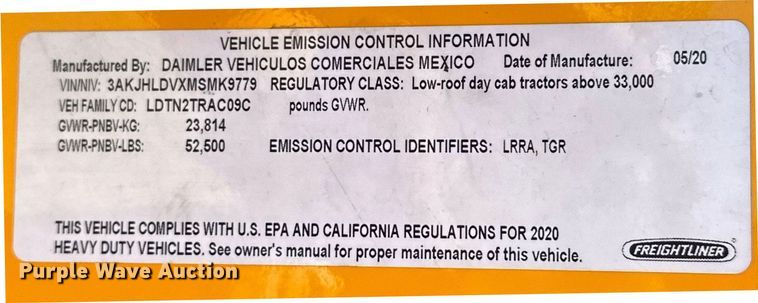 VEHICLE EMISSION CONTROL INFORMATION
Manufactured By: DAIMLER VEHICULOS COMERCIALES MEXICO Date of Manufacture: 05/20
VIN/NIV: 3AKJHLDVXMSMK9779 REGULATORY CLASS: Low-roof day cab tractors above 33,000
VEH FAMILY CD: LDTN2TRAC09C pounds GVWR.
GVWR-PNBV-KG: 23,814
GVWR-PNBV-LBS: 52,500 EMISSION CONTROL IDENTIFIERS: LRRA, TGR
THIS VEHICLE COMPLIES WITH U.S. EPA AND CALIFORNIA REGULATIONS FOR 2020
HEAVY DUTY VEHICLES. See owner's manual for proper maintenance of this vehicle.
FREIGHTLINER
Purple Wave Auction